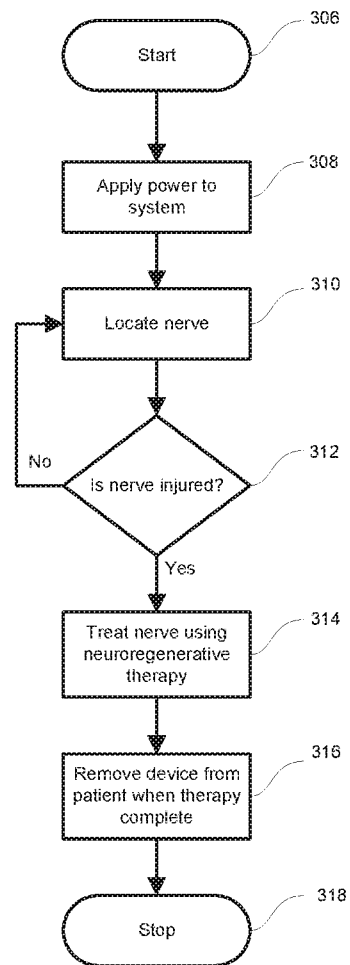 306
Start
308
Apply power to
system
310
Locate nerve
312
No
Is nerve injured?
Yes
314
Treat nerve using
neuroregenerative
therapy
316
Remove device from
patient when therapy
complete
318
Stop